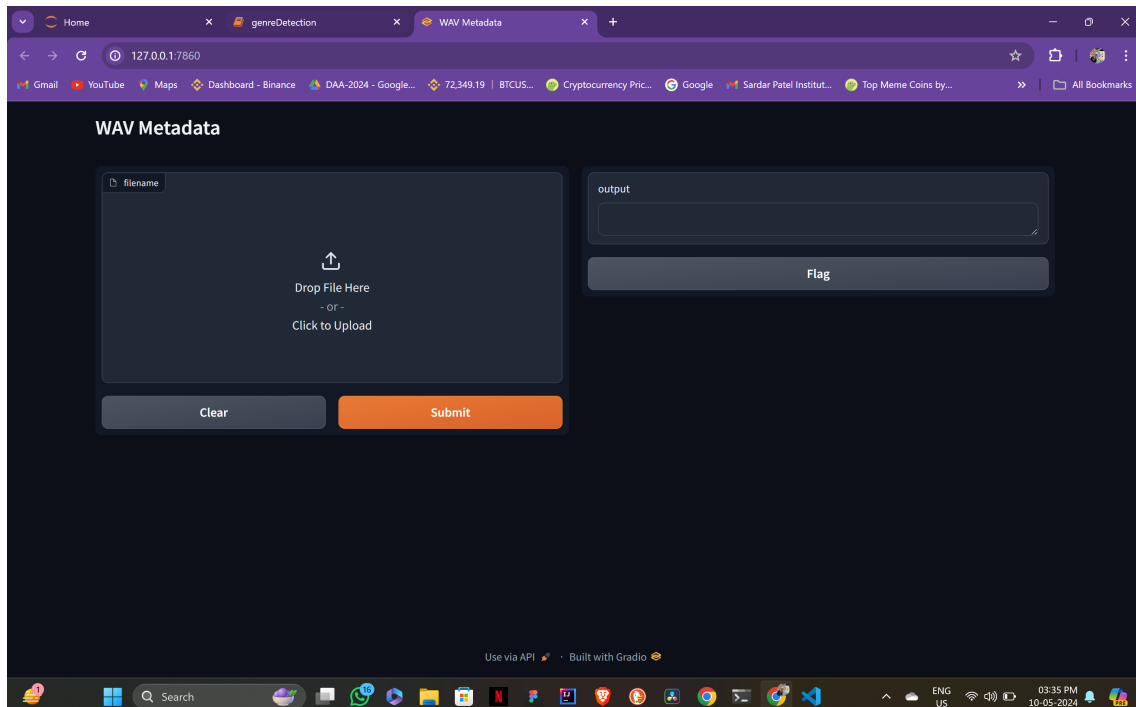 Home
genreDetection
WAV Metadata
127.0.0.1:7860
Gmail YouTube Maps Dashboard - Binance DAA-2024 - Google... 72,349.19 | BTCUS... Cryptocurrency Pric... Google Sardar Patel Institut... Top Meme Coins by... » All Bookmarks
WAV Metadata
filename
Drop File Here
- or -
Click to Upload
Clear
Submit
output
Flag
Use via API · Built with Gradio
1
Search
16
ENG
US
03:35 PM
10-05-2024
PRE